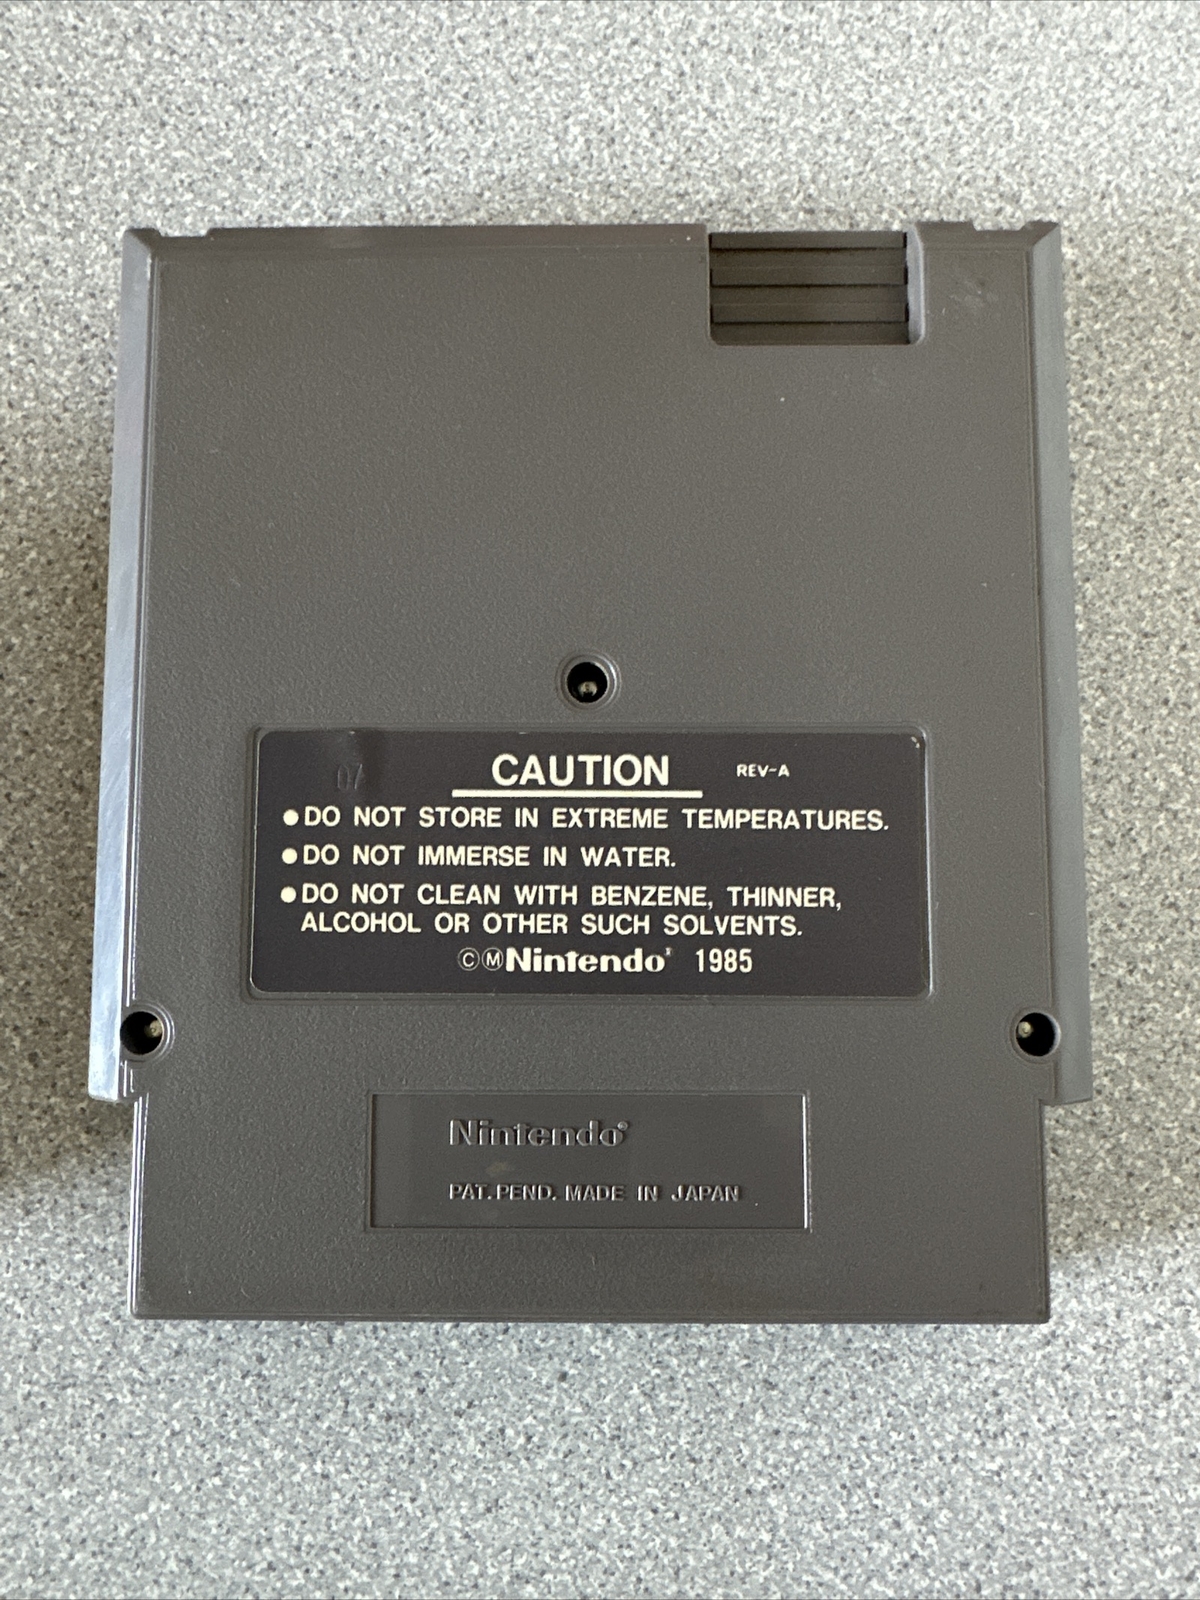 07
CAUTION REV-A
●DO NOT STORE IN EXTREME TEMPERATURES.
●DO NOT IMMERSE IN WATER.
●DO NOT CLEAN WITH BENZENE, THINNER,
ALCOHOL OR OTHER SUCH SOLVENTS.
ⒸⓂNintendo® 1985
Nintendo®
PAT. PEND. MADE IN JAPAN